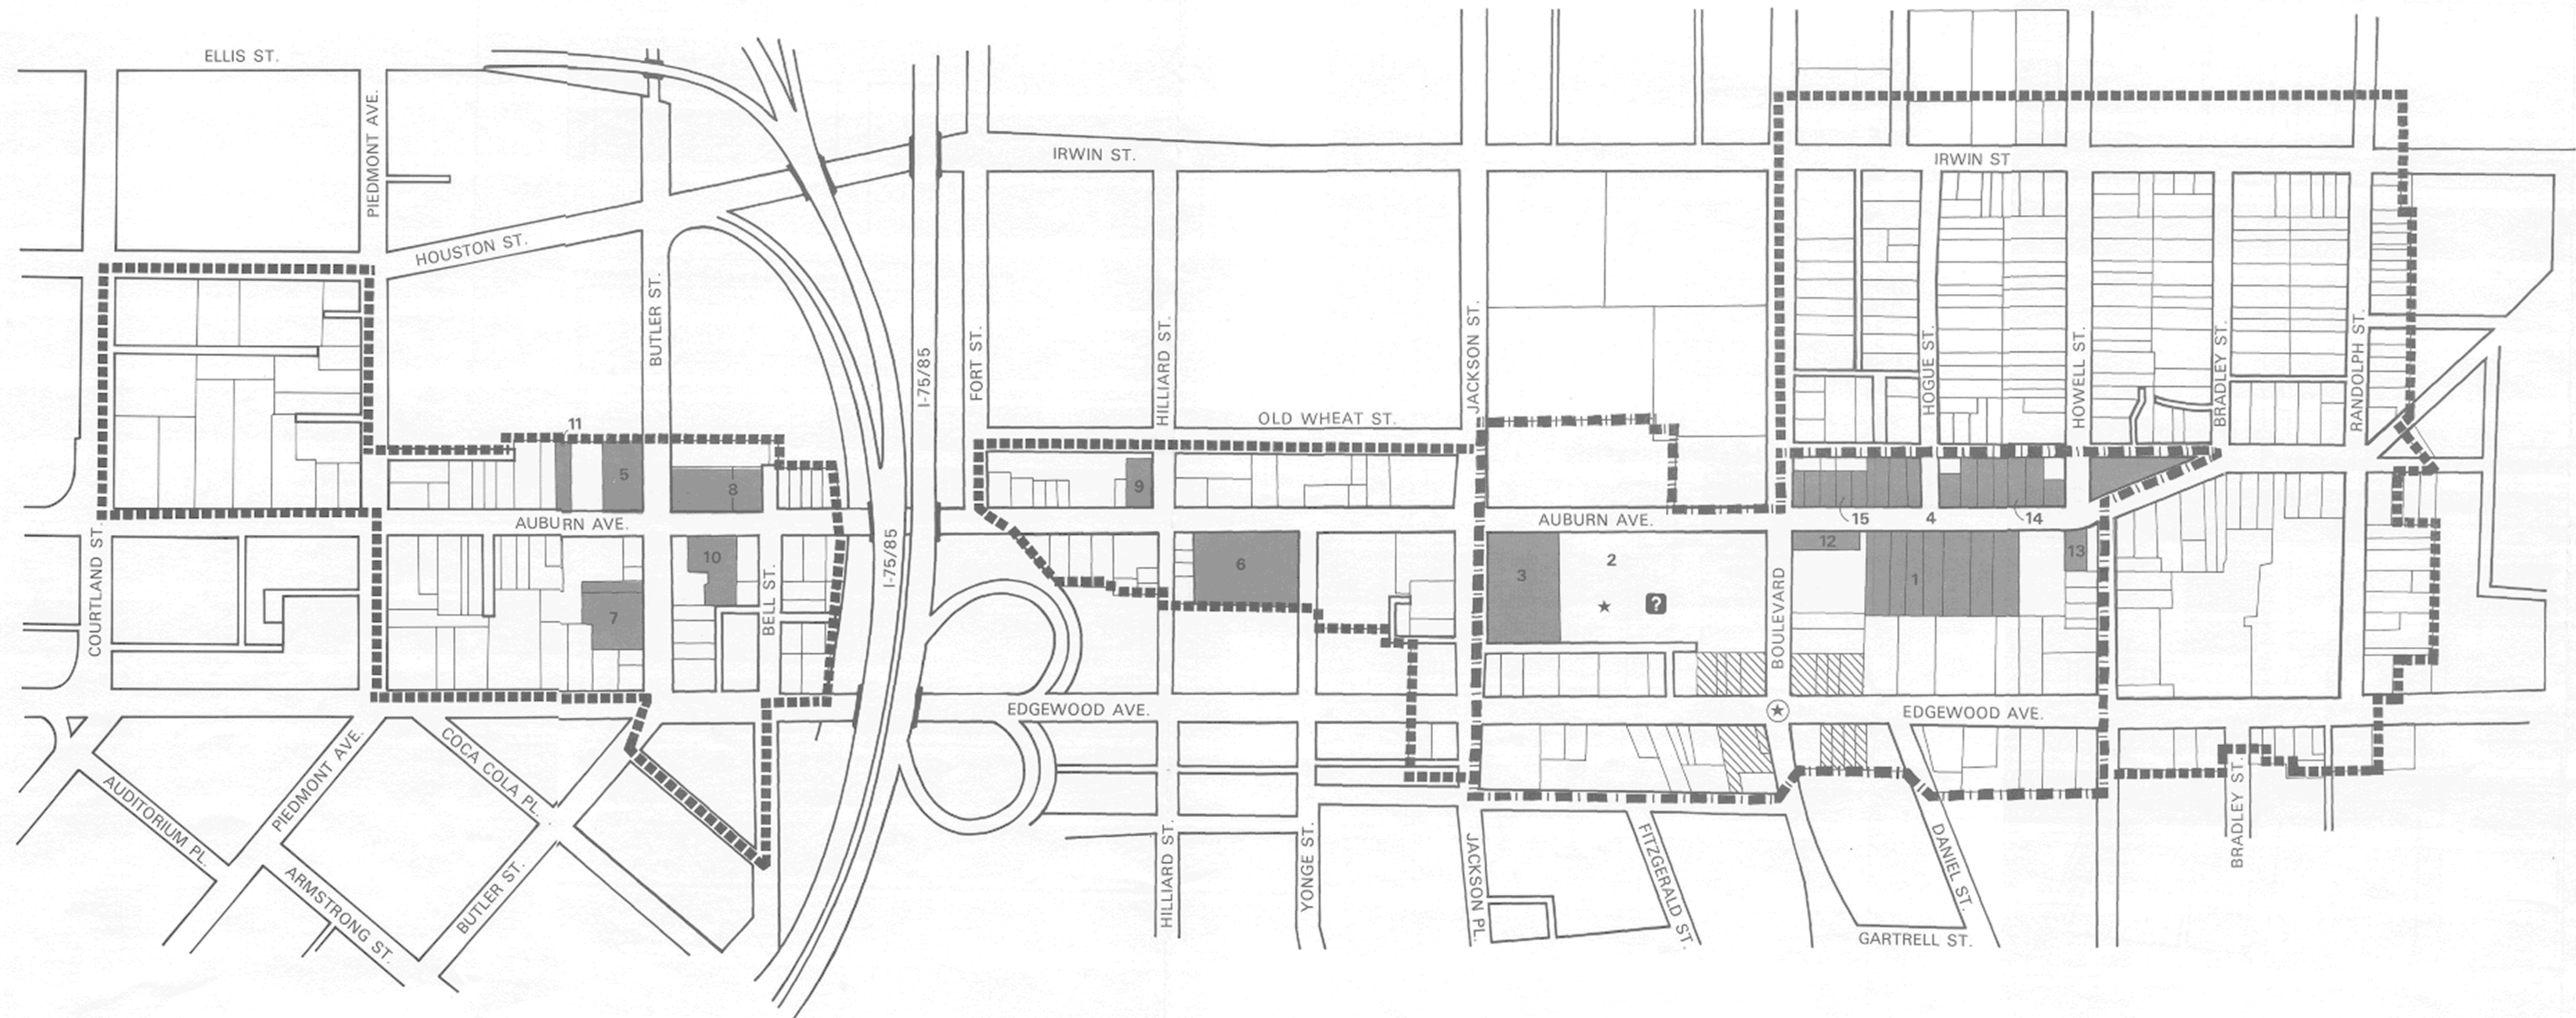 ELLIS ST.
PIEDMONT AVE.
HOUSTON ST.
IRWIN ST.
IRWIN ST
BUTLER ST.
I-75/85
FORT ST.
HILLIARD ST.
JACKSON ST.
HOGUE ST.
HOWELL ST.
BRADLEY ST.
RANDOLPH ST.
OLD WHEAT ST.
11
5
8
9
AUBURN AVE.
AUBURN AVE.
15
4
14
COURTLAND ST.
10
BELL ST.
I-75/85
6
3
2
?
BOULEVARD
12
1
13
7
EDGEWOOD AVE.
EDGEWOOD AVE.
AUDITORIUM PL.
PIEDMONT AVE.
COCA COLA PL.
ARMSTRONG ST.
BUTLER ST.
HILLIARD ST.
YONGE ST.
JACKSON PL.
FITZGERALD ST.
DANIEL ST.
BRADLEY ST.
GARTRELL ST.